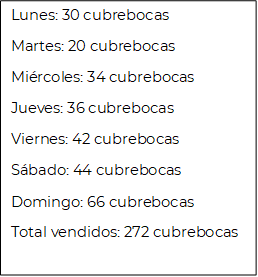 Lunes: 30 cubrebocas
Martes: 20 cubrebocas
Miércoles: 34 cubrebocas
Jueves: 36 cubrebocas
Viernes: 42 cubrebocas
Sábado: 44 cubrebocas
Domingo: 66 cubrebocas
Total vendidos: 272 cubrebocas